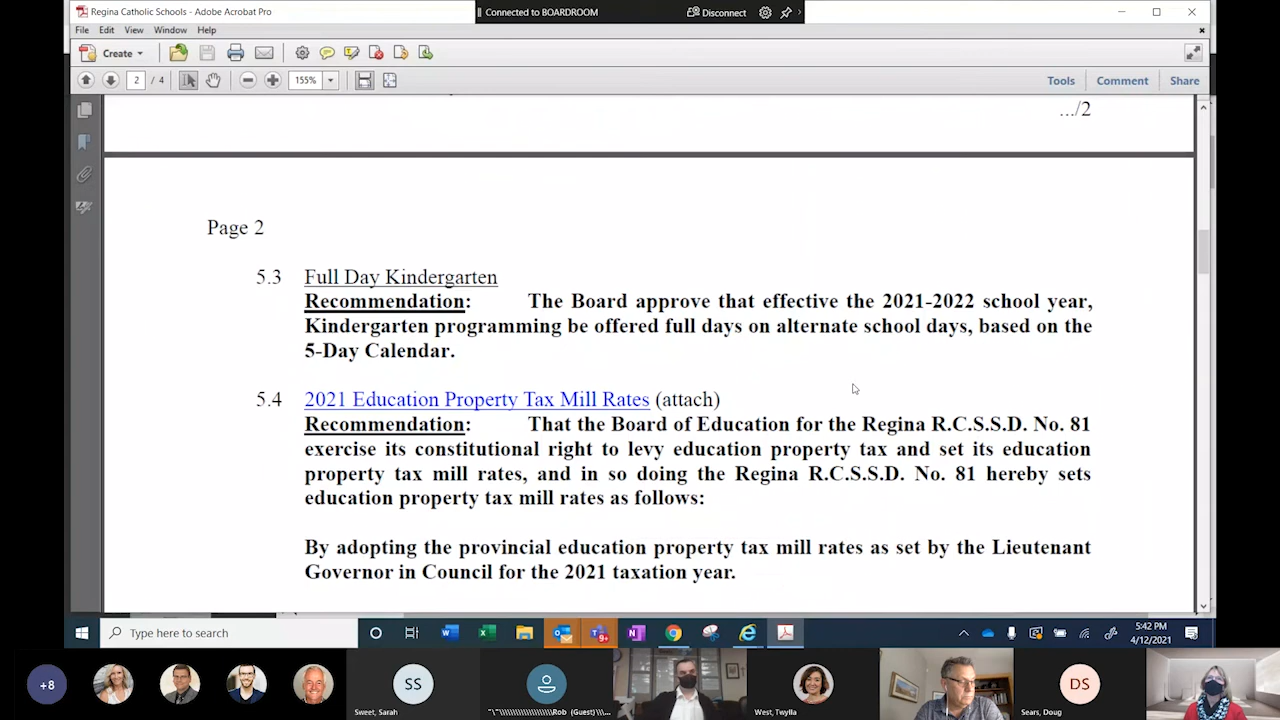 Regina Catholic Schools - Adobe Acrobat Pro
Connected to BOARDROOM
Disconnect
File Edit View Window Help
Create
2 / 4
155%
Tools Comment Share
.../2
Page 2
5.3 Full Day Kindergarten
Recommendation: The Board approve that effective the 2021-2022 school year,
Kindergarten programming be offered full days on alternate school days, based on the
5-Day Calendar.
5.4 2021 Education Property Tax Mill Rates (attach)
Recommendation: That the Board of Education for the Regina R.C.S.S.D. No. 81
exercise its constitutional right to levy education property tax and set its education
property tax mill rates, and in so doing the Regina R.C.S.S.D. No. 81 hereby sets
education property tax mill rates as follows:
By adopting the provincial education property tax mill rates as set by the Lieutenant
Governor in Council for the 2021 taxation year.
Type here to search
9+
5:42 PM
4/12/2021
+8
SS
DS
Sweet, Sarah
Rob (Guest)
West, Twylla
Sears, Doug